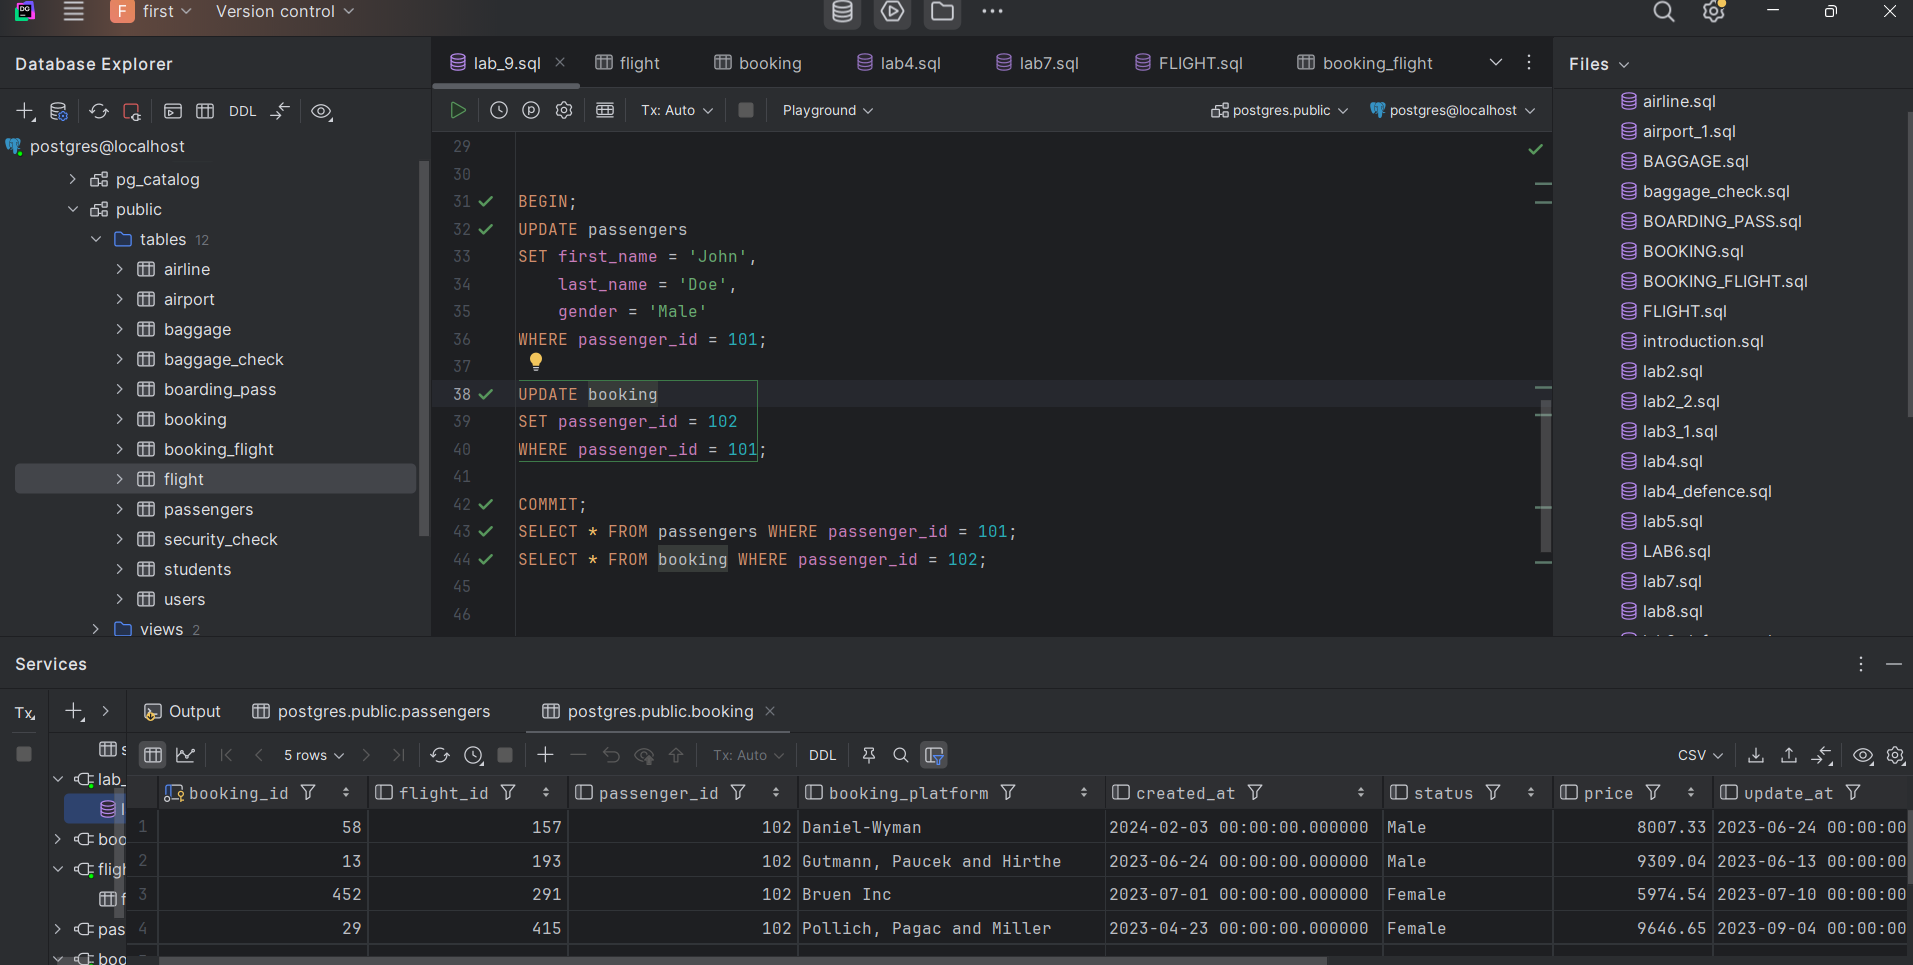 DG
F first Version control
Database Explorer
DDL
postgres@localhost
pg_catalog
public
tables 12
airline
airport
baggage
baggage_check
boarding_pass
booking
booking_flight
flight
passengers
security_check
students
users
views 2
lab_9.sql flight booking lab4.sql lab7.sql FLIGHT.sql booking_flight
Tx: Auto Playground postgres.public postgres@localhost
29
30
31 BEGIN;
32 UPDATE passengers
33 SET first_name = 'John',
34 last_name = 'Doe',
35 gender = 'Male'
36 WHERE passenger_id = 101;
37
38 UPDATE booking
39 SET passenger_id = 102
40 WHERE passenger_id = 101;
41
42 COMMIT;
43 SELECT * FROM passengers WHERE passenger_id = 101;
44 SELECT * FROM booking WHERE passenger_id = 102;
45
46
Files
airline.sql
airport_1.sql
BAGGAGE.sql
baggage_check.sql
BOARDING_PASS.sql
BOOKING.sql
BOOKING_FLIGHT.sql
FLIGHT.sql
introduction.sql
lab2.sql
lab2_2.sql
lab3_1.sql
lab4.sql
lab4_defence.sql
lab5.sql
LAB6.sql
lab7.sql
lab8.sql
Services
Tx
s
lab_
l
boo
fligh
f
pas
boo
Output postgres.public.passengers postgres.public.booking
5 rows Tx: Auto DDL CSV
booking_id flight_id passenger_id booking_platform created_at status price update_at
1 58 157 102 Daniel-Wyman 2024-02-03 00:00:00.000000 Male 8007.33 2023-06-24 00:00:00
2 13 193 102 Gutmann, Paucek and Hirthe 2023-06-24 00:00:00.000000 Male 9309.04 2023-06-13 00:00:00
3 452 291 102 Bruen Inc 2023-07-01 00:00:00.000000 Female 5974.54 2023-07-10 00:00:00
4 29 415 102 Pollich, Pagac and Miller 2023-04-23 00:00:00.000000 Female 9646.65 2023-09-04 00:00:00